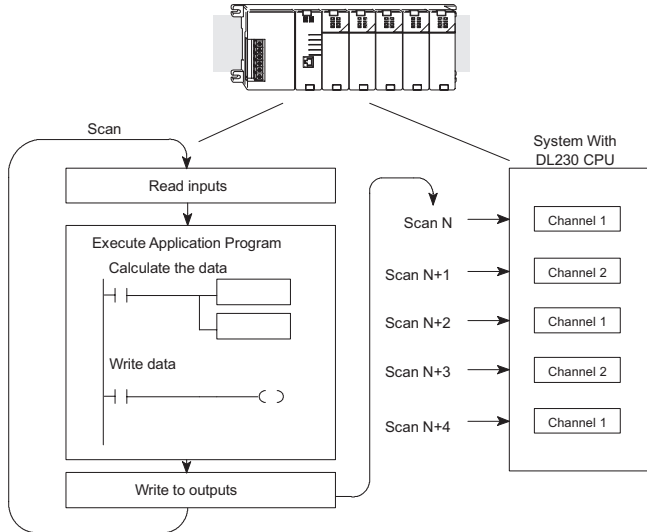 Scan
System With
DL230 CPU
Read inputs
Execute Application Program
Calculate the data
Write data
Write to outputs
Scan N
Channel 1
Scan N+1
Channel 2
Scan N+2
Channel 1
Scan N+3
Channel 2
Scan N+4
Channel 1